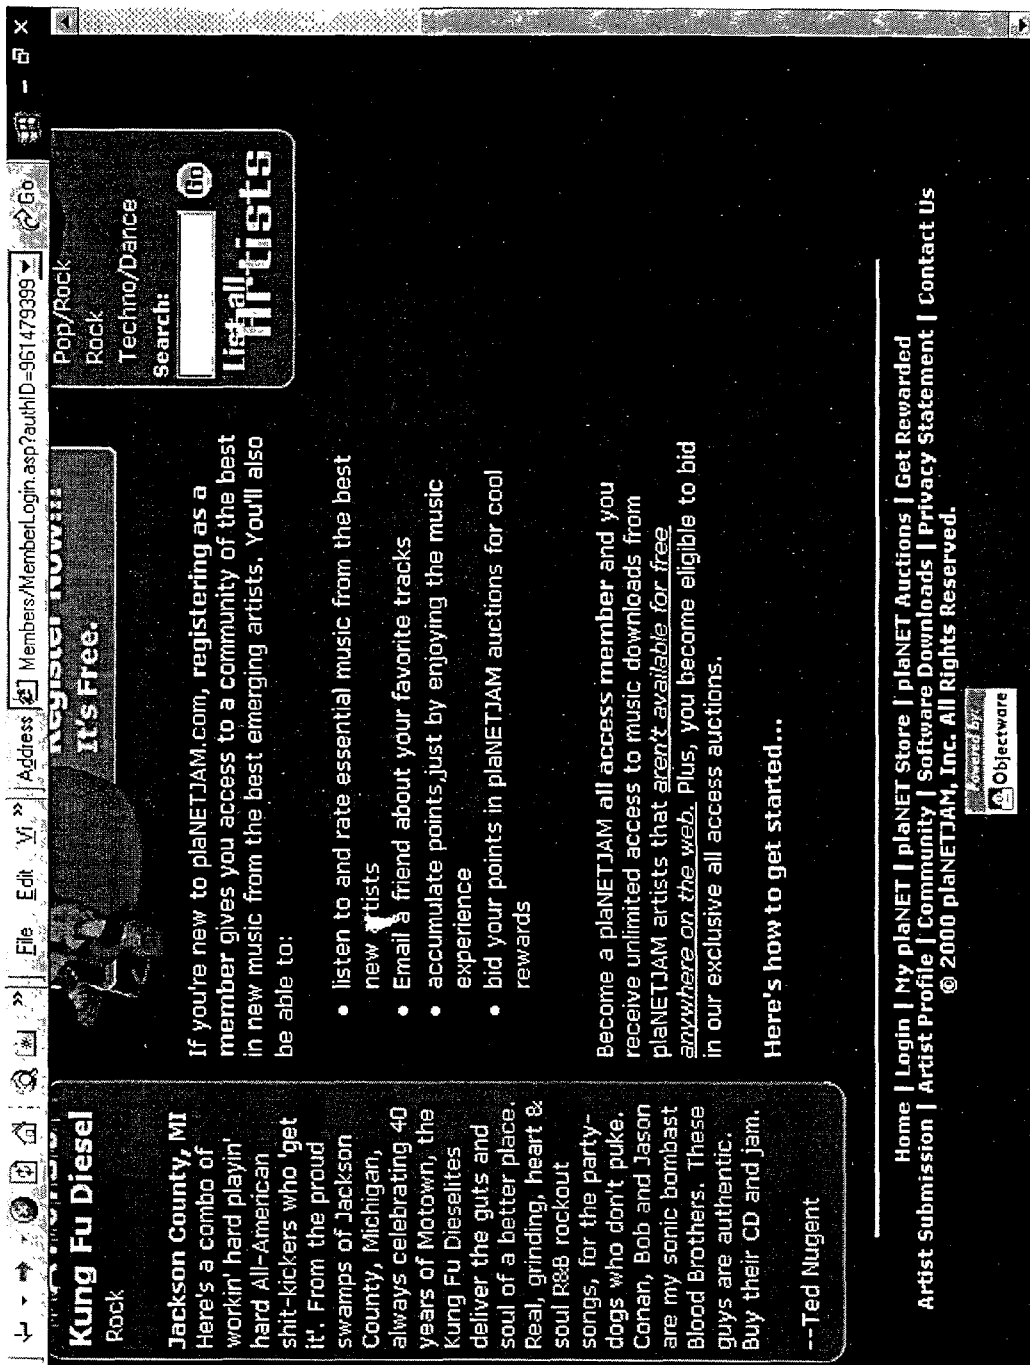 File Edit Vi » Address Members/MemberLogin.asp?authID=961479399 Go
Kung Fu Diesel
Rock
Jackson County, MI
Here's a combo of
workin' hard playin'
hard All-American
shit-kickers who 'get
it'. From the proud
swamps of Jackson
County, Michigan,
always celebrating 40
years of Motown, the
Kung Fu Dieselites
deliver the guts and
soul of a better place.
Real, grinding, heart &
soul R&B rockout
songs, for the party-
dogs who don't puke.
Conan, Bob and Jason
are my sonic bombast
Blood Brothers. These
guys are authentic.
Buy their CD and jam.
--Ted Nugent
Register Now!!!
It's Free.
If you're new to plaNETJAM.com, registering as a
member gives you access to a community of the best
in new music from the best emerging artists. You'll also
be able to:
• listen to and rate essential music from the best
new artists
• Email a friend about your favorite tracks
• accumulate points,just by enjoying the music
experience
• bid your points in plaNETJAM auctions for cool
rewards
Become a plaNETJAM all access member and you
receive unlimited access to music downloads from
plaNETJAM artists that aren't available for free
anywhere on the web. Plus, you become eligible to bid
in our exclusive all access auctions.
Here's how to get started...
Pop/Rock
Rock
Techno/Dance
Search:
Go
List all
Artists
Home | Login | My plaNET | plaNET Store | plaNET Auctions | Get Rewarded
Artist Submission | Artist Profile | Community | Software Downloads | Privacy Statement | Contact Us
© 2000 plaNETJAM, Inc. All Rights Reserved.
Powered by:
Objectware